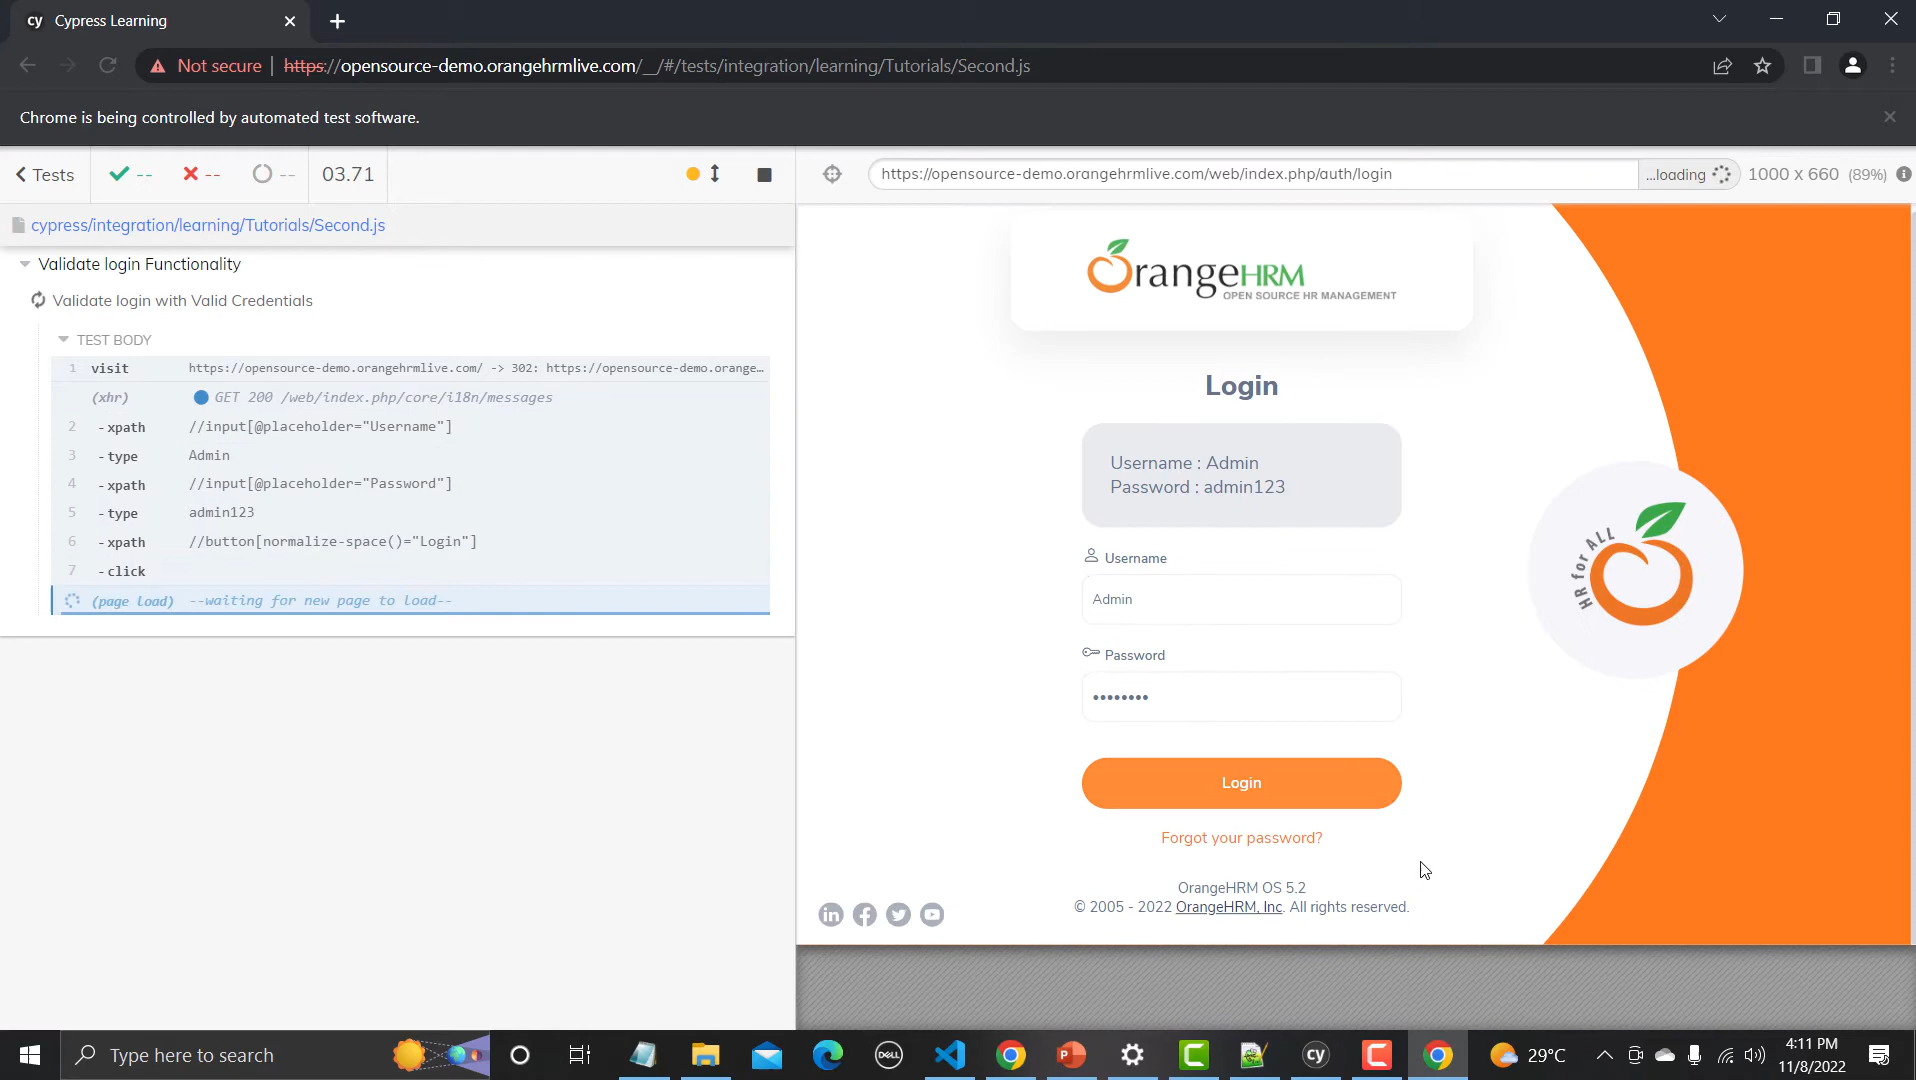 cy Cypress Learning
Not secure | https://opensource-demo.orangehrmlive.com/__/#/tests/integration/learning/Tutorials/Second.js
Chrome is being controlled by automated test software.
Tests -- -- -- 03.71
cypress/integration/learning/Tutorials/Second.js
Validate login Functionality
Validate login with Valid Credentials
TEST BODY
1 visit https://opensource-demo.orangehrmlive.com/ -> 302: https://opensource-demo.orange...
(xhr) GET 200 /web/index.php/core/i18n/messages
2 -xpath //input[@placeholder="Username"]
3 -type Admin
4 -xpath //input[@placeholder="Password"]
5 -type admin123
6 -xpath //button[normalize-space()="Login"]
7 -click
(page load) --waiting for new page to load--
https://opensource-demo.orangehrmlive.com/web/index.php/auth/login ...loading 1000 x 660 (89%)
OrangeHRM
OPEN SOURCE HR MANAGEMENT
Login
Username : Admin
Password : admin123
Username
Admin
Password
••••••••
Login
Forgot your password?
OrangeHRM OS 5.2
© 2005 - 2022 OrangeHRM, Inc. All rights reserved.
HR for ALL
Type here to search
DELL
cy
29°C
4:11 PM
11/8/2022